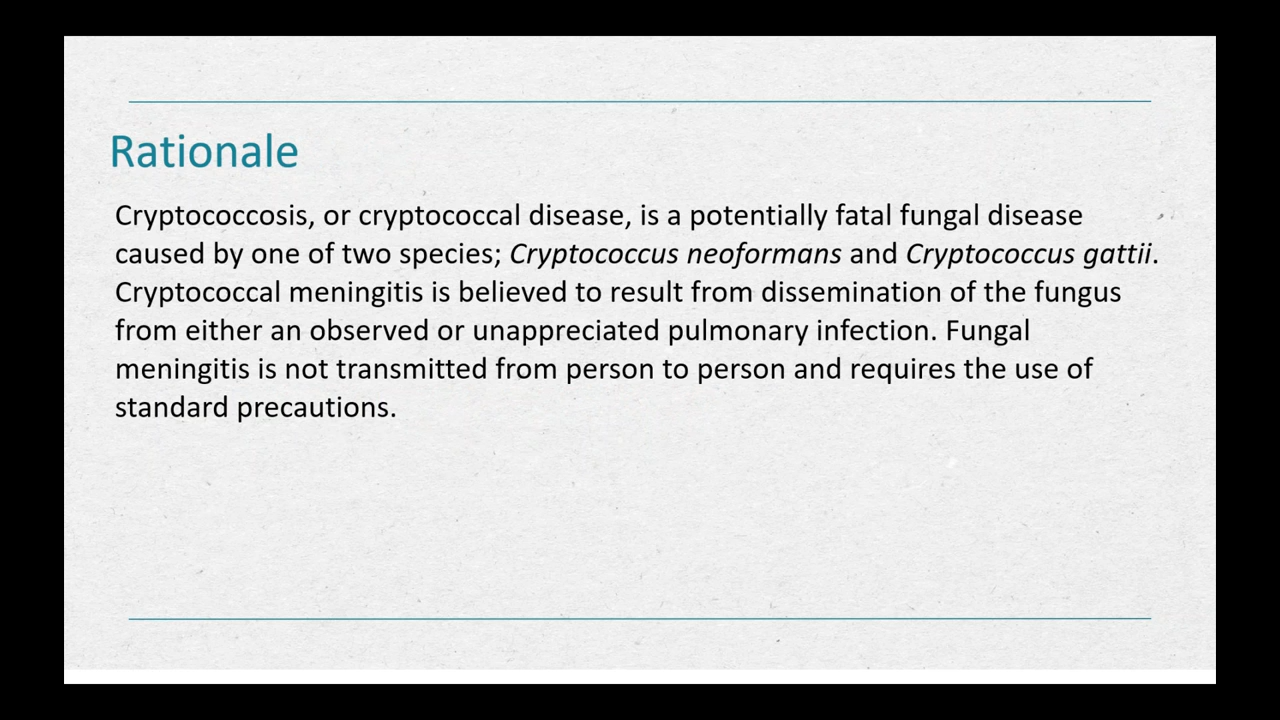 Rationale
Cryptococcosis, or cryptococcal disease, is a potentially fatal fungal disease
caused by one of two species; Cryptococcus neoformans and Cryptococcus gattii.
Cryptococcal meningitis is believed to result from dissemination of the fungus
from either an observed or unappreciated pulmonary infection. Fungal
meningitis is not transmitted from person to person and requires the use of
standard precautions.